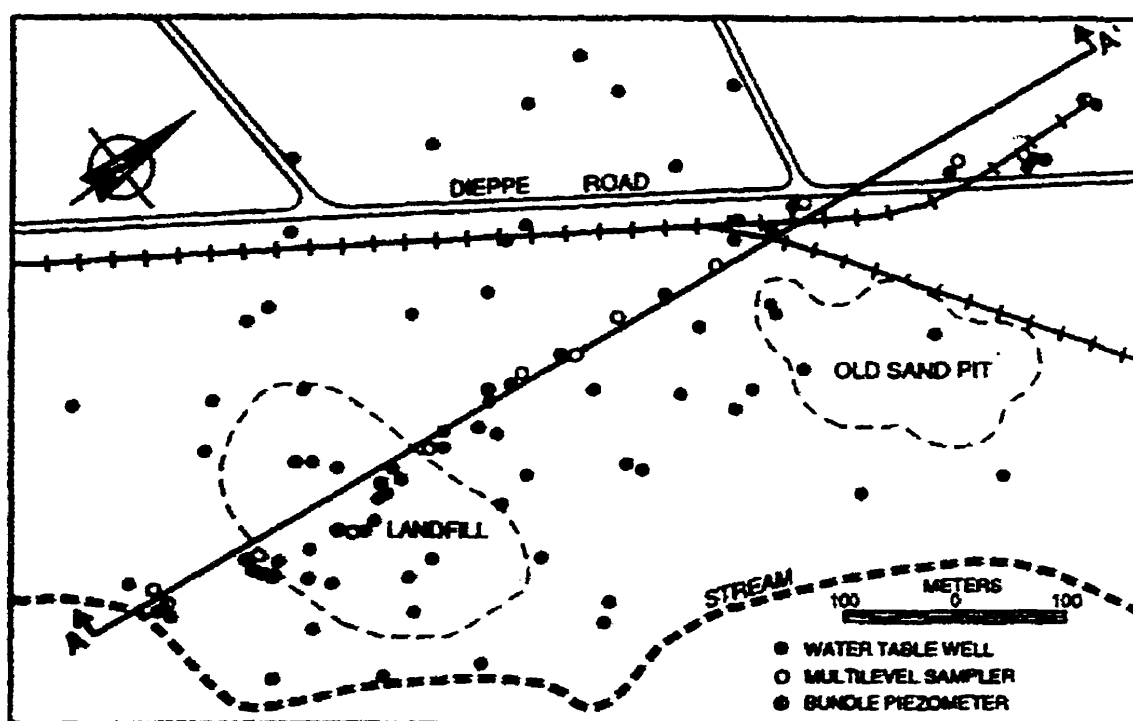 A'
DIEPPE ROAD
OLD SAND PIT
LANDFILL
STREAM
METERS
100 0 100
A
WATER TABLE WELL
MULTILEVEL SAMPLER
BUNDLE PIEZOMETER